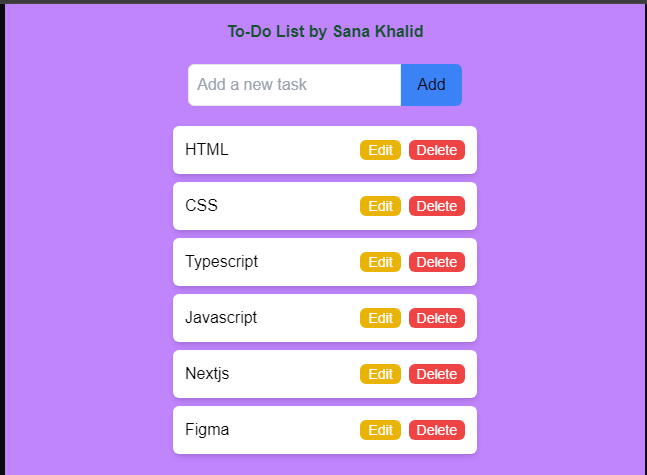 To-Do List by Sana Khalid
Add a new task Add
HTML Edit Delete
CSS Edit Delete
Typescript Edit Delete
Javascript Edit Delete
Nextjs Edit Delete
Figma Edit Delete